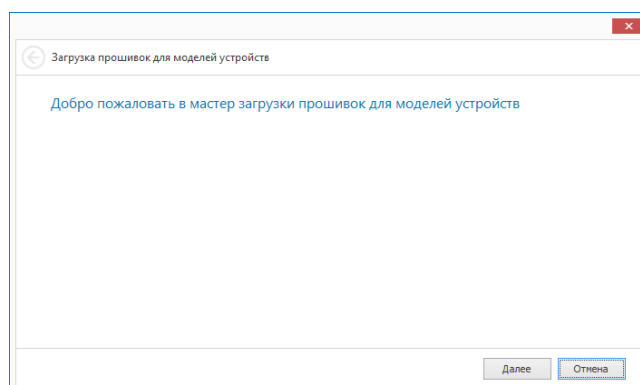 Загрузка прошивок для моделей устройств
Добро пожаловать в мастер загрузки прошивок для моделей устройств
Далее
Отмена